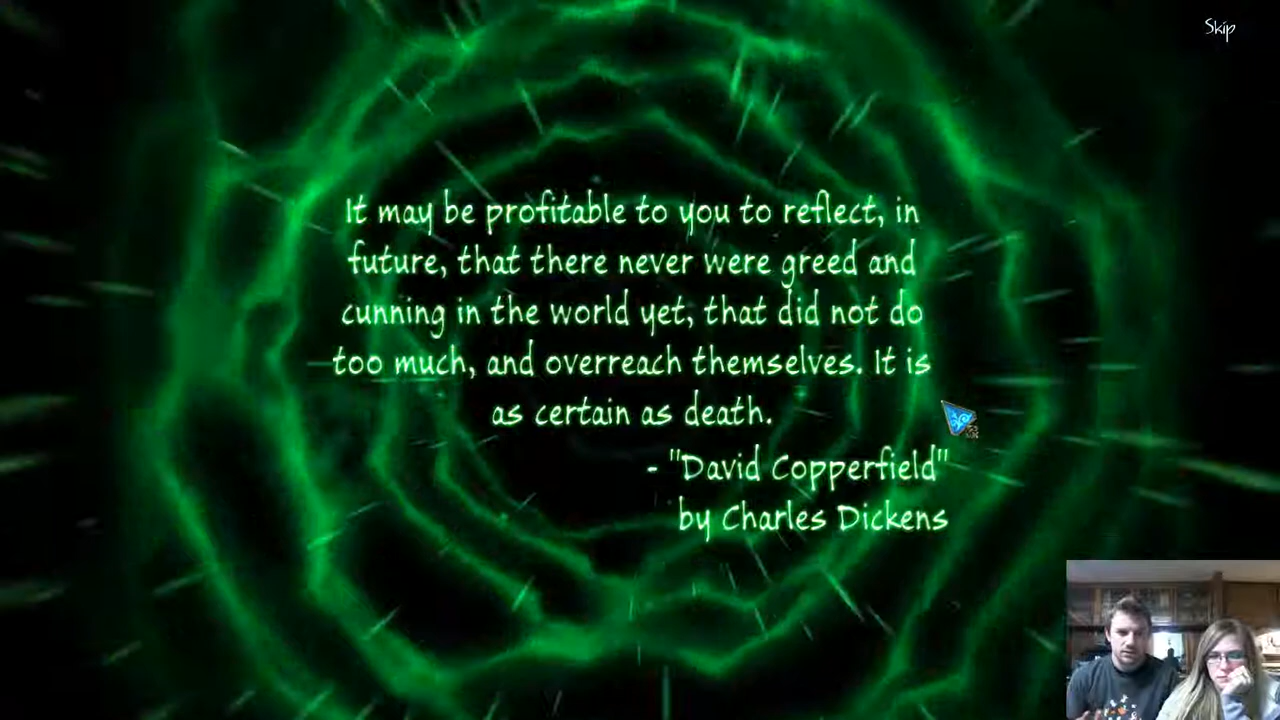 Skip
It may be profitable to you to reflect, in
future, that there never were greed and
cunning in the world yet, that did not do
too much, and overreach themselves. It is
as certain as death.
- "David Copperfield"
by Charles Dickens